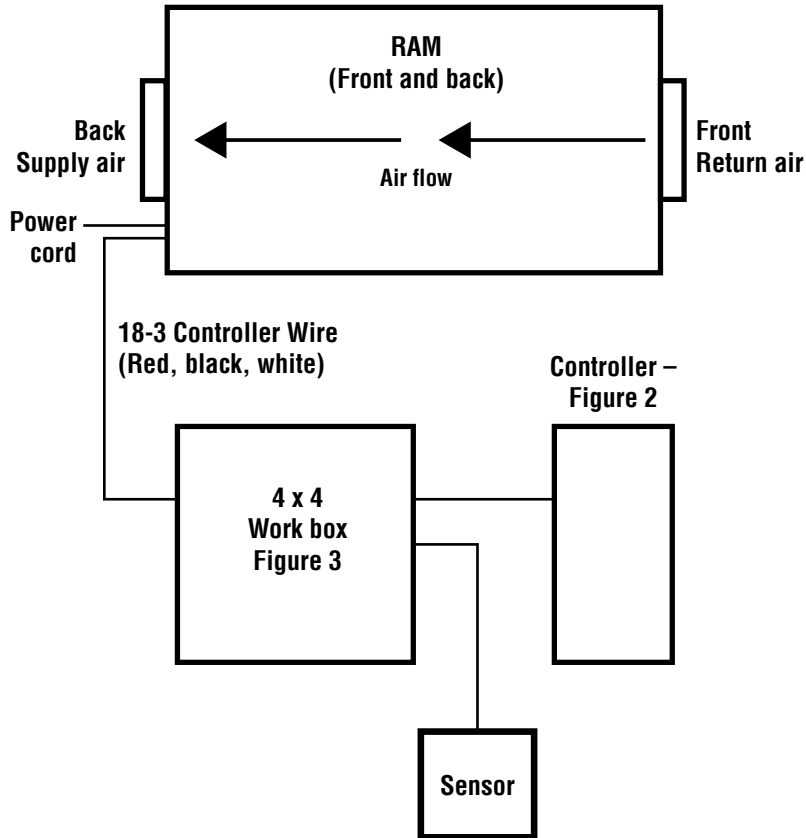 RAM
(Front and back)
Back
Supply air
Air flow
Front
Return air
Power
cord
18-3 Controller Wire
(Red, black, white)
Controller –
Figure 2
4 x 4
Work box
Figure 3
Sensor